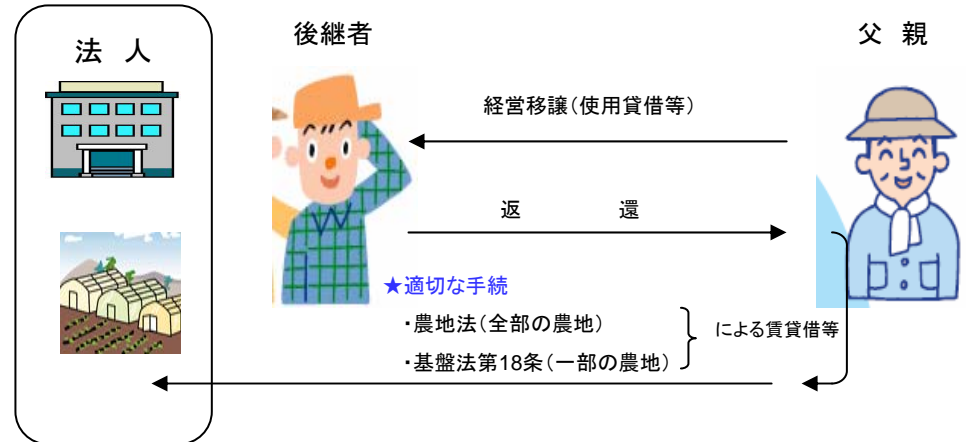 法　人
後継者
父　親
経営移譲（使用貸借等）
返　　還
★適切な手続
・農地法（全部の農地）
・基盤法第18条（一部の農地）
による賃貸借等